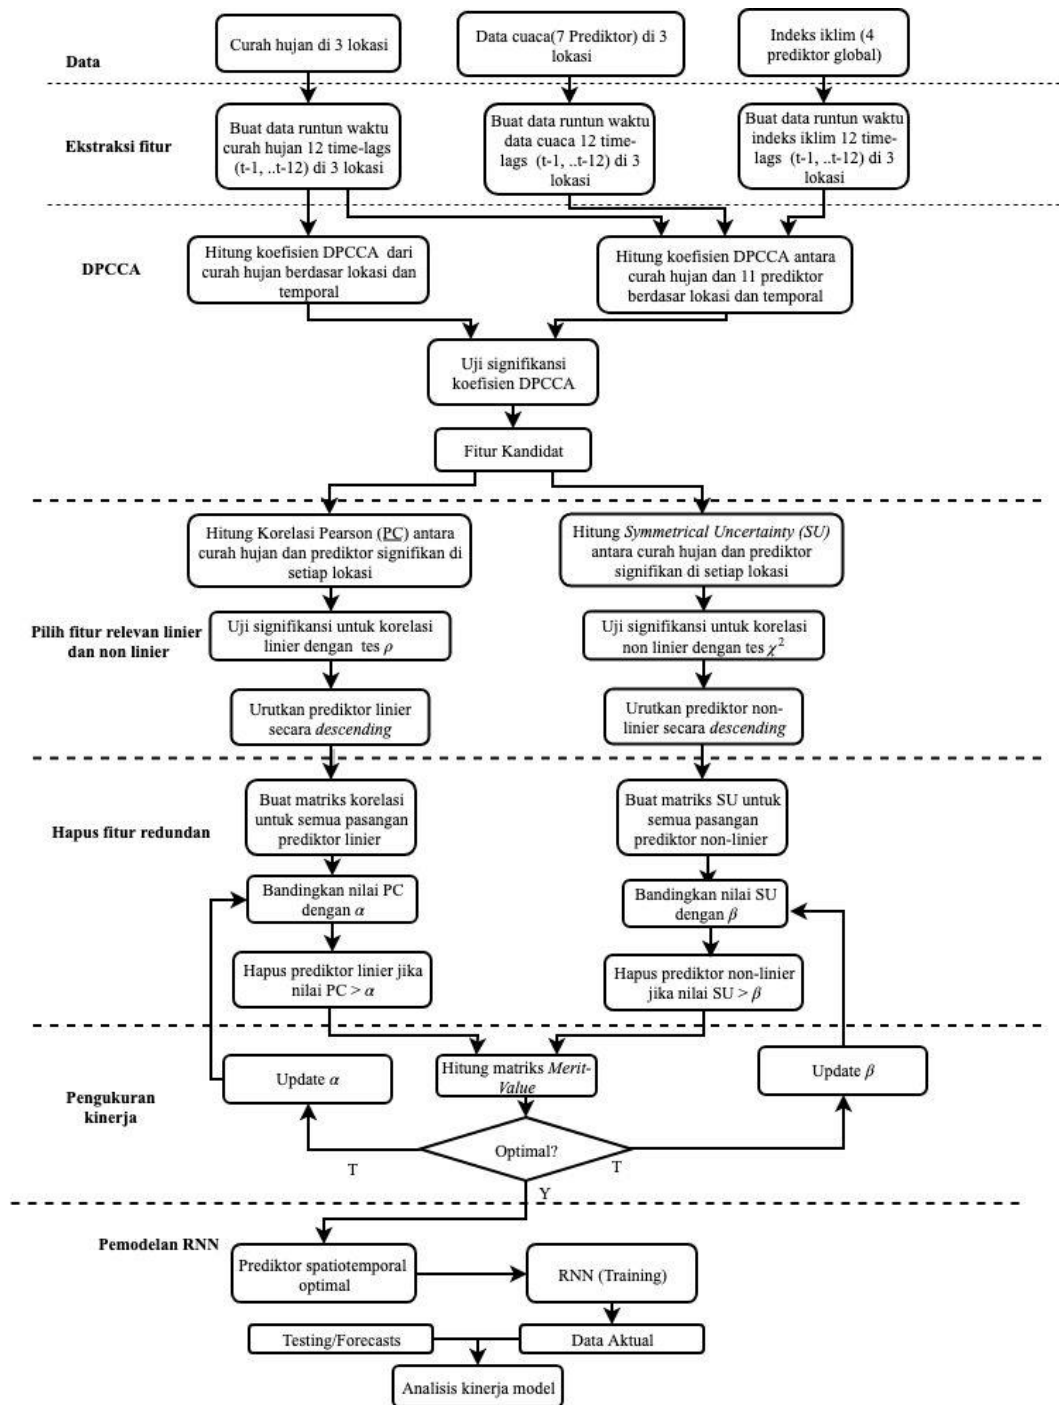 Data
Curah hujan di 3 lokasi
Data cuaca(7 Prediktor) di 3
lokasi
Indeks iklim (4
prediktor global)
Ekstraksi fitur
Buat data runtun waktu
curah hujan 12 time-lags
(t-1, ..t-12) di 3 lokasi
Buat data runtun waktu
data cuaca 12 time-
lags (t-1, ..t-12) di 3
lokasi
Buat data runtun waktu
indeks iklim 12 time-
lags (t-1, ..t-12) di 3
lokasi
DPCCA
Hitung koefisien DPCCA dari
curah hujan berdasar lokasi dan
temporal
Hitung koefisien DPCCA antara
curah hujan dan 11 prediktor
berdasar lokasi dan temporal
Uji signifikansi
koefisien DPCCA
Fitur Kandidat
Pilih fitur relevan linier
dan non linier
Hitung Korelasi Pearson (PC) antara
curah hujan dan prediktor signifikan di
setiap lokasi
Hitung Symmetrical Uncertainty (SU)
antara curah hujan dan prediktor
signifikan di setiap lokasi
Uji signifikansi untuk korelasi
linier dengan tes ρ
Uji signifikansi untuk korelasi
non linier dengan tes χ²
Urutkan prediktor linier
secara descending
Urutkan prediktor non-
linier secara descending
Hapus fitur redundan
Buat matriks korelasi
untuk semua pasangan
prediktor linier
Buat matriks SU untuk
semua pasangan
prediktor non-linier
Bandingkan nilai PC
dengan α
Bandingkan nilai SU
dengan β
Hapus prediktor linier jika
nilai PC > α
Hapus prediktor non-linier
jika nilai SU > β
Pengukuran
kinerja
Update α
Hitung matriks Merit-
Value
Update β
Optimal?
T
T
Y
Pemodelan RNN
Prediktor spatiotemporal
optimal
RNN (Training)
Testing/Forecasts
Data Aktual
Analisis kinerja model